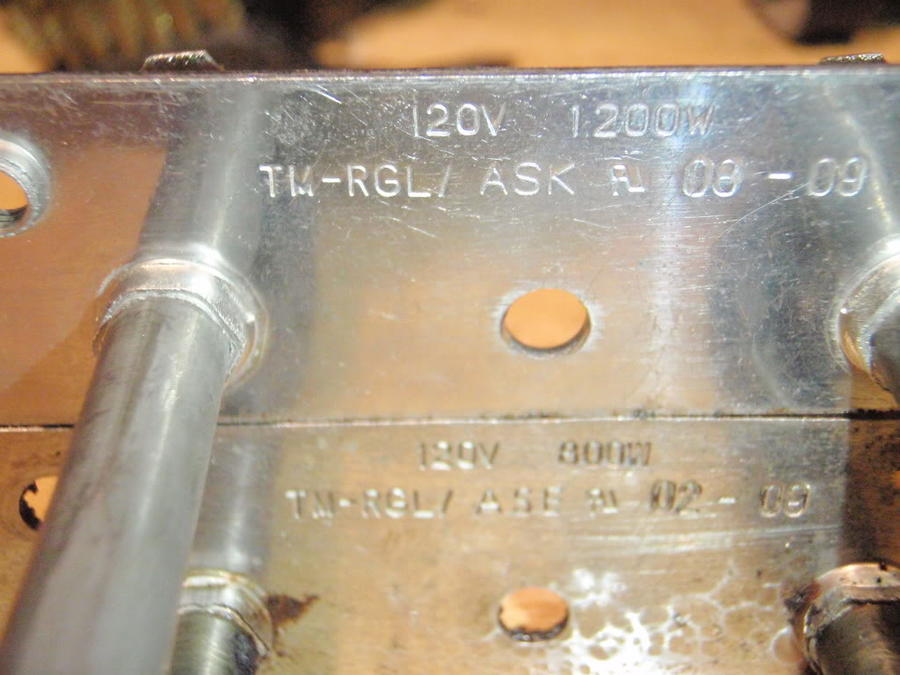 120V 1200W
TM-RGL/ ASK 08-09
120V 800W
TM-RGL/ ASE 02-09